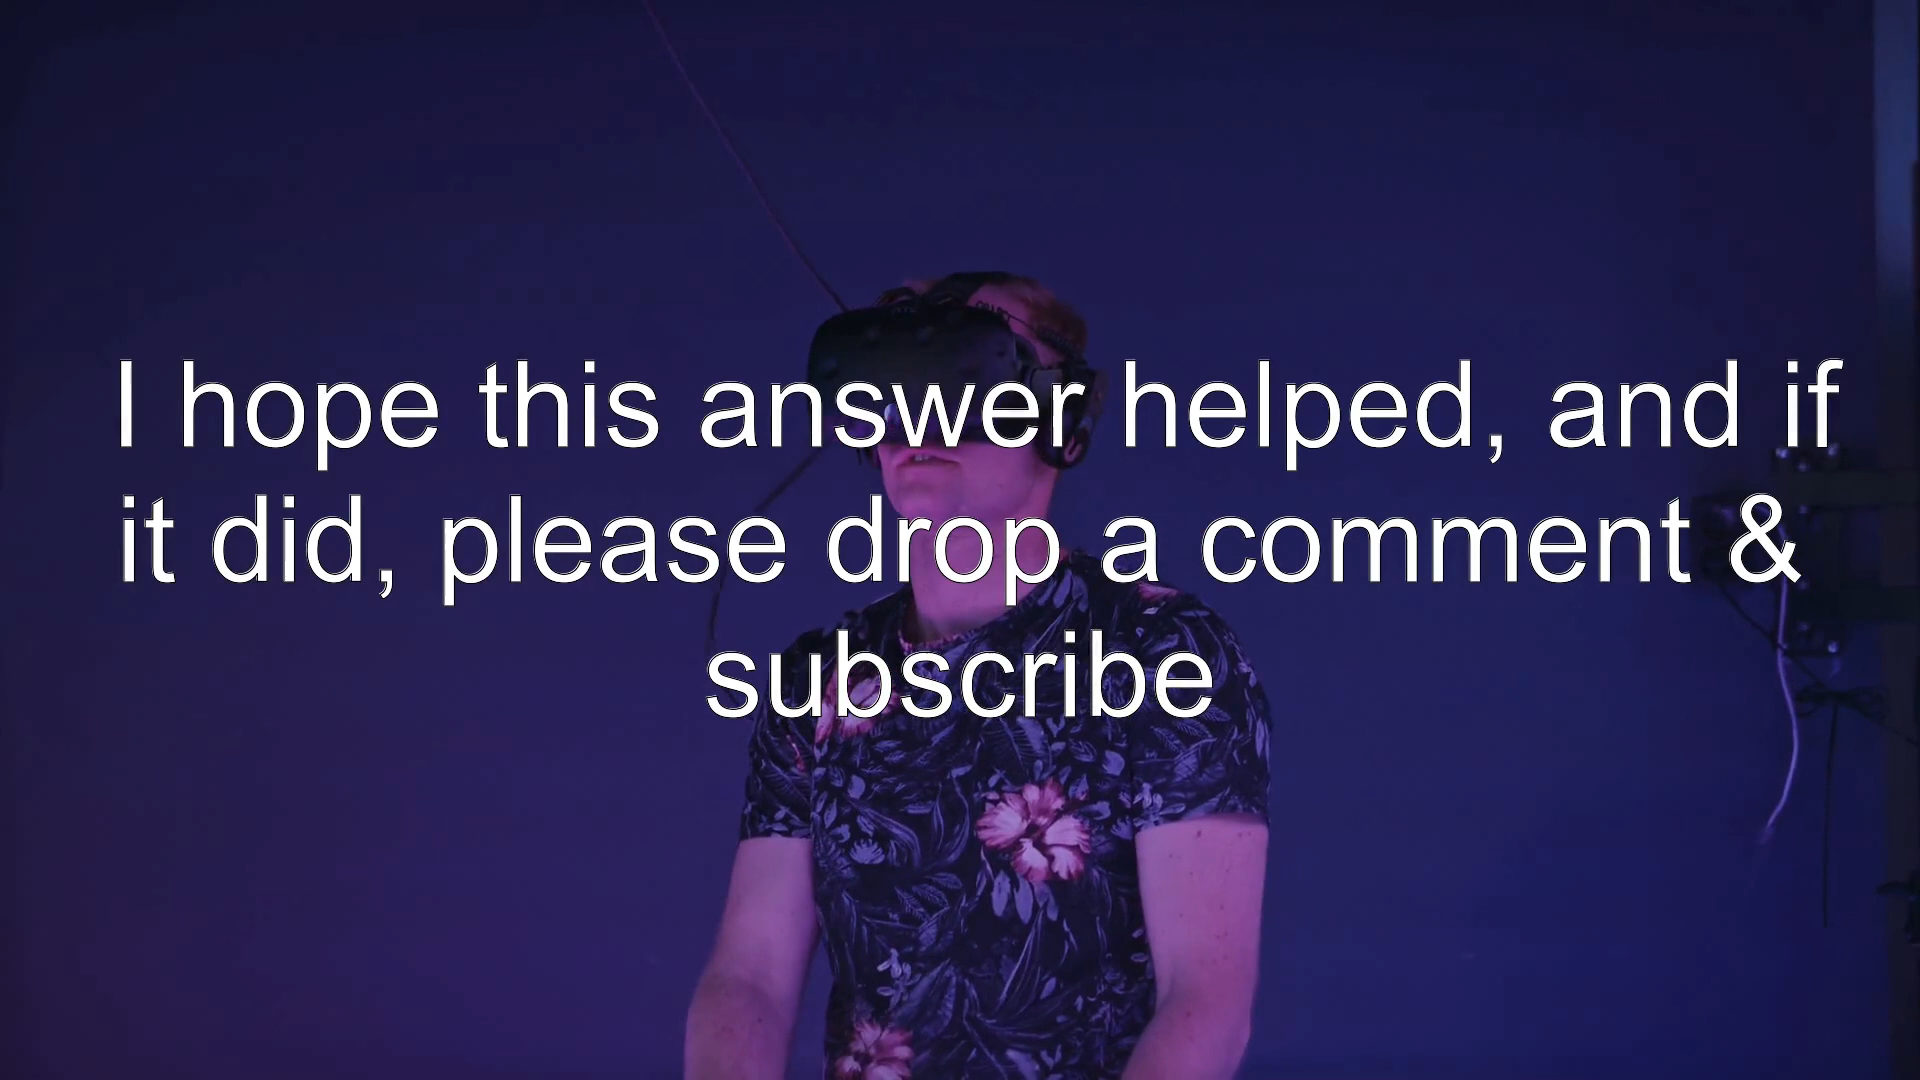 I hope this answer helped, and if
it did, please drop a comment &
subscribe